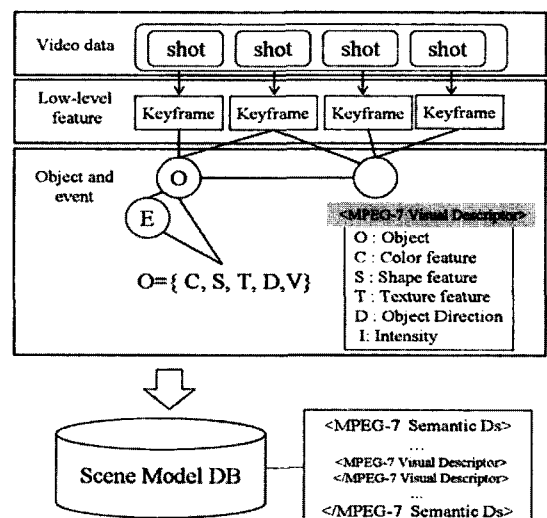 Video data
shot shot shot shot
Low-level
feature
Keyframe Keyframe Keyframe Keyframe
Object and
event
O
E
O={ C, S, T, D,V}
<MPEG-7 Visual Descriptor>
O : Object
C : Color feature
S : Shape feature
T : Texture feature
D : Object Direction
I: Intensity
Scene Model DB
<MPEG-7 Semantic Ds>
...
<MPEG-7 Visual Descriptor>
</MPEG-7 Visual Descriptor>
...
</MPEG-7 Semantic Ds>